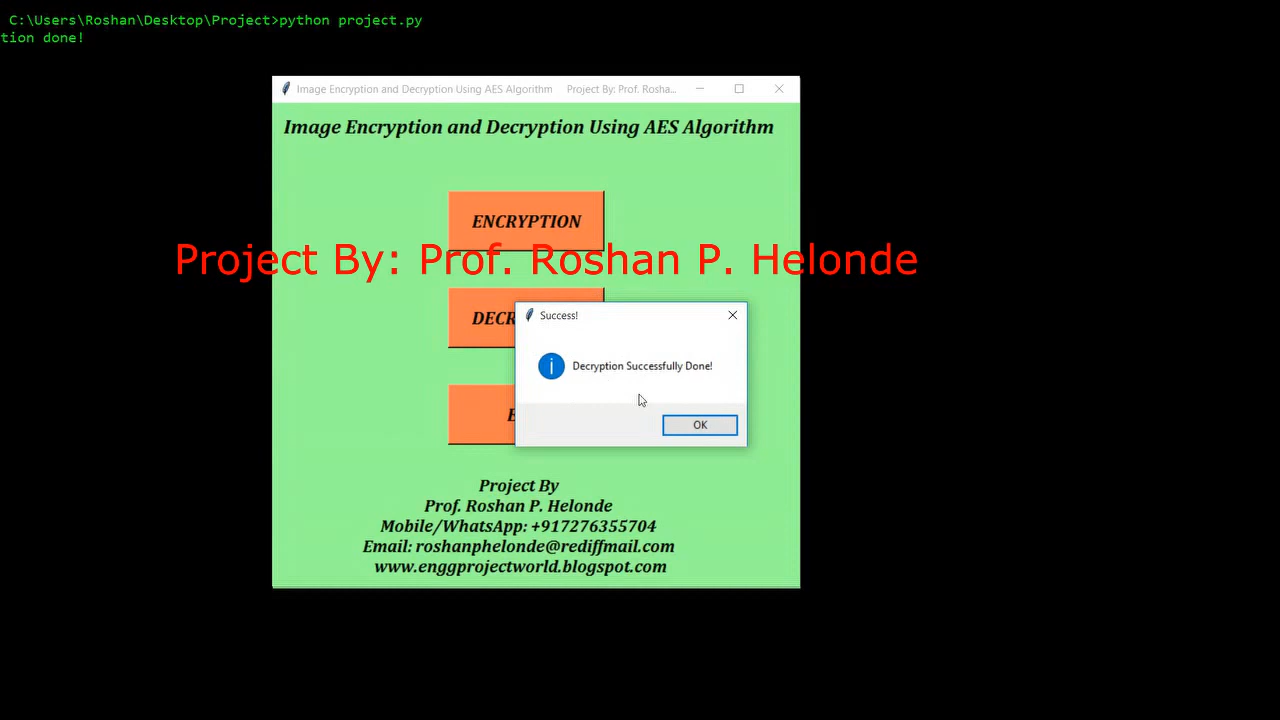 C:\Users\Roshan\Desktop\Project>python project.py
tion done!
Image Encryption and Decryption Using AES Algorithm Project By: Prof. Rosha...
Image Encryption and Decryption Using AES Algorithm
ENCRYPTION
Project By: Prof. Roshan P. Helonde
DECR
Success!
Decryption Successfully Done!
E
OK
Project By
Prof. Roshan P. Helonde
Mobile/WhatsApp: +917276355704
Email: roshanphelonde@rediffmail.com
www.enggprojectworld.blogspot.com